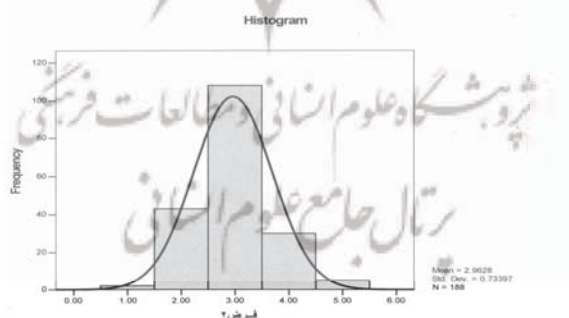 Histogram
Frequency
120
100
80
60
40
20
0
0.00 1.00 2.00 3.00 4.00 5.00 6.00
فرض۲
Mean = 2.9628
Std. Dev. = 0.73397
N = 188
پژوهشگاه علوم انسانی و مطالعات فرهنگی
پرتال جامع علوم انسانی